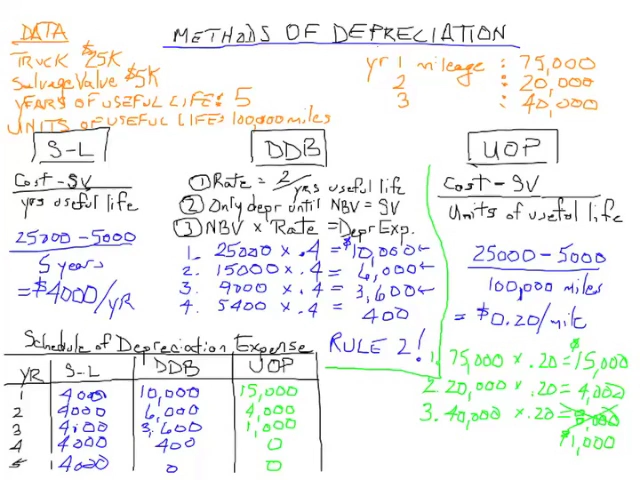 METHODS OF DEPRECIATION
DATA
TRUCK $25K
Salvage Value $5K
YEARS OF USEFUL LIFE: 5
UNITS OF USEFUL LIFE: 100,000 miles
yr 1 mileage : 75,000
2 : 20,000
3 : 40,000
S-L
Cost - SV
yrs useful life
25000 - 5000
5 years
= $4000/YR
DDB
① Rate = 2/yrs useful life
② Only depr until NBV = SV
③ NBV x Rate = Depr Exp.
1. 25000 x .4 = $10,000 ←
2. 15000 x .4 = 6,000 ←
3. 9000 x .4 = 3,600 ←
4. 5400 x .4 = 400
RULE 2!
UOP
Cost - SV
Units of useful life
25000 - 5000
100,000 miles
= $0.20/mile
1. 75,000 x .20 = $15,000
2. 20,000 x .20 = 4,000
3. 40,000 x .20 = 8,000
$1,000
Schedule of Depreciation Expense
YR S-L DDB UOP
1 4000 10,000 15,000
2 4000 6,000 4,000
3 4,000 3,600 1,000
4 4000 400 0
5 4000 0 0